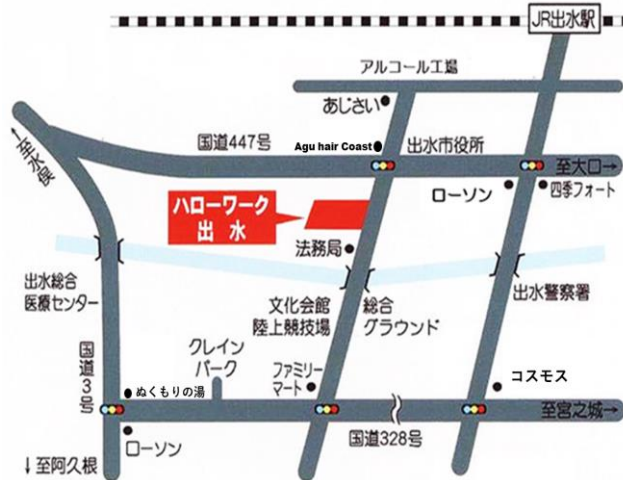 JR出水駅
アルコール工場
あじさい
国道447号
Agu hair Coast
出水市役所
至水俣
至大口→
ローソン
四季フォート
ハローワーク
出水
法務局
出水総合
医療センター
文化会館
陸上競技場
総合
グラウンド
出水警察署
国道3号
クレイン
パーク
ファミリー
マート
コスモス
ぬくもりの湯
至宮之城→
ローソン
国道328号
↓至阿久根